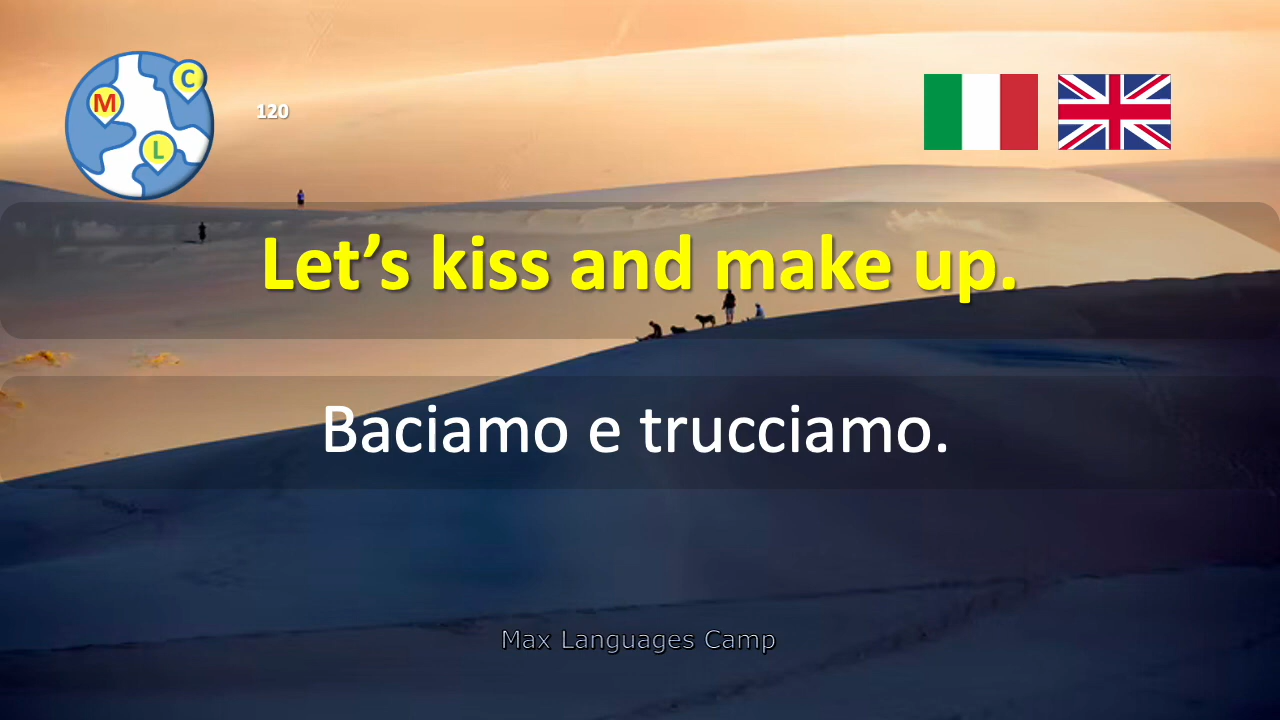 C
M
L
120
Let’s kiss and make up.
Baciamo e trucciamo.
Max Languages Camp